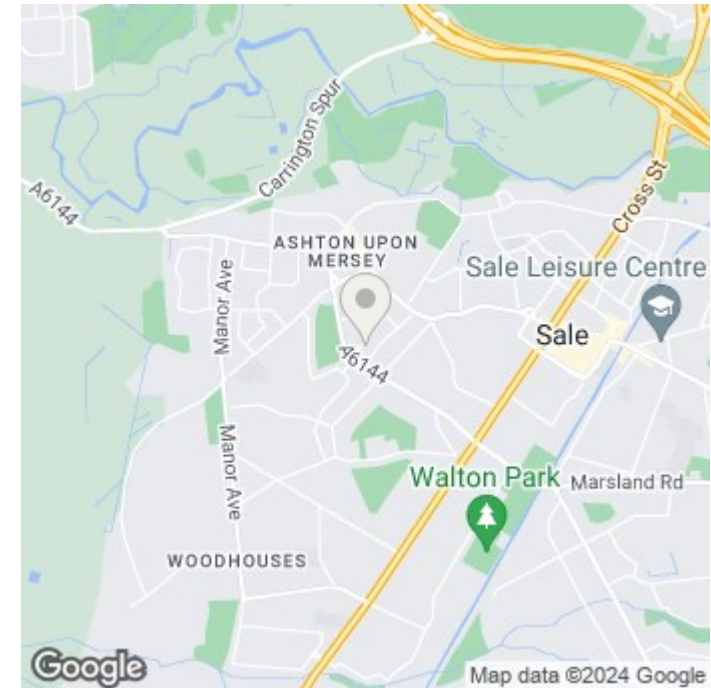 Carrington Spur
A6144
Cross St
ASHTON UPON
MERSEY
Sale Leisure Centre
Manor Ave
Sale
A6144
Manor Ave
Walton Park
Marsland Rd
WOODHOUSES
Google
Map data ©2024 Google